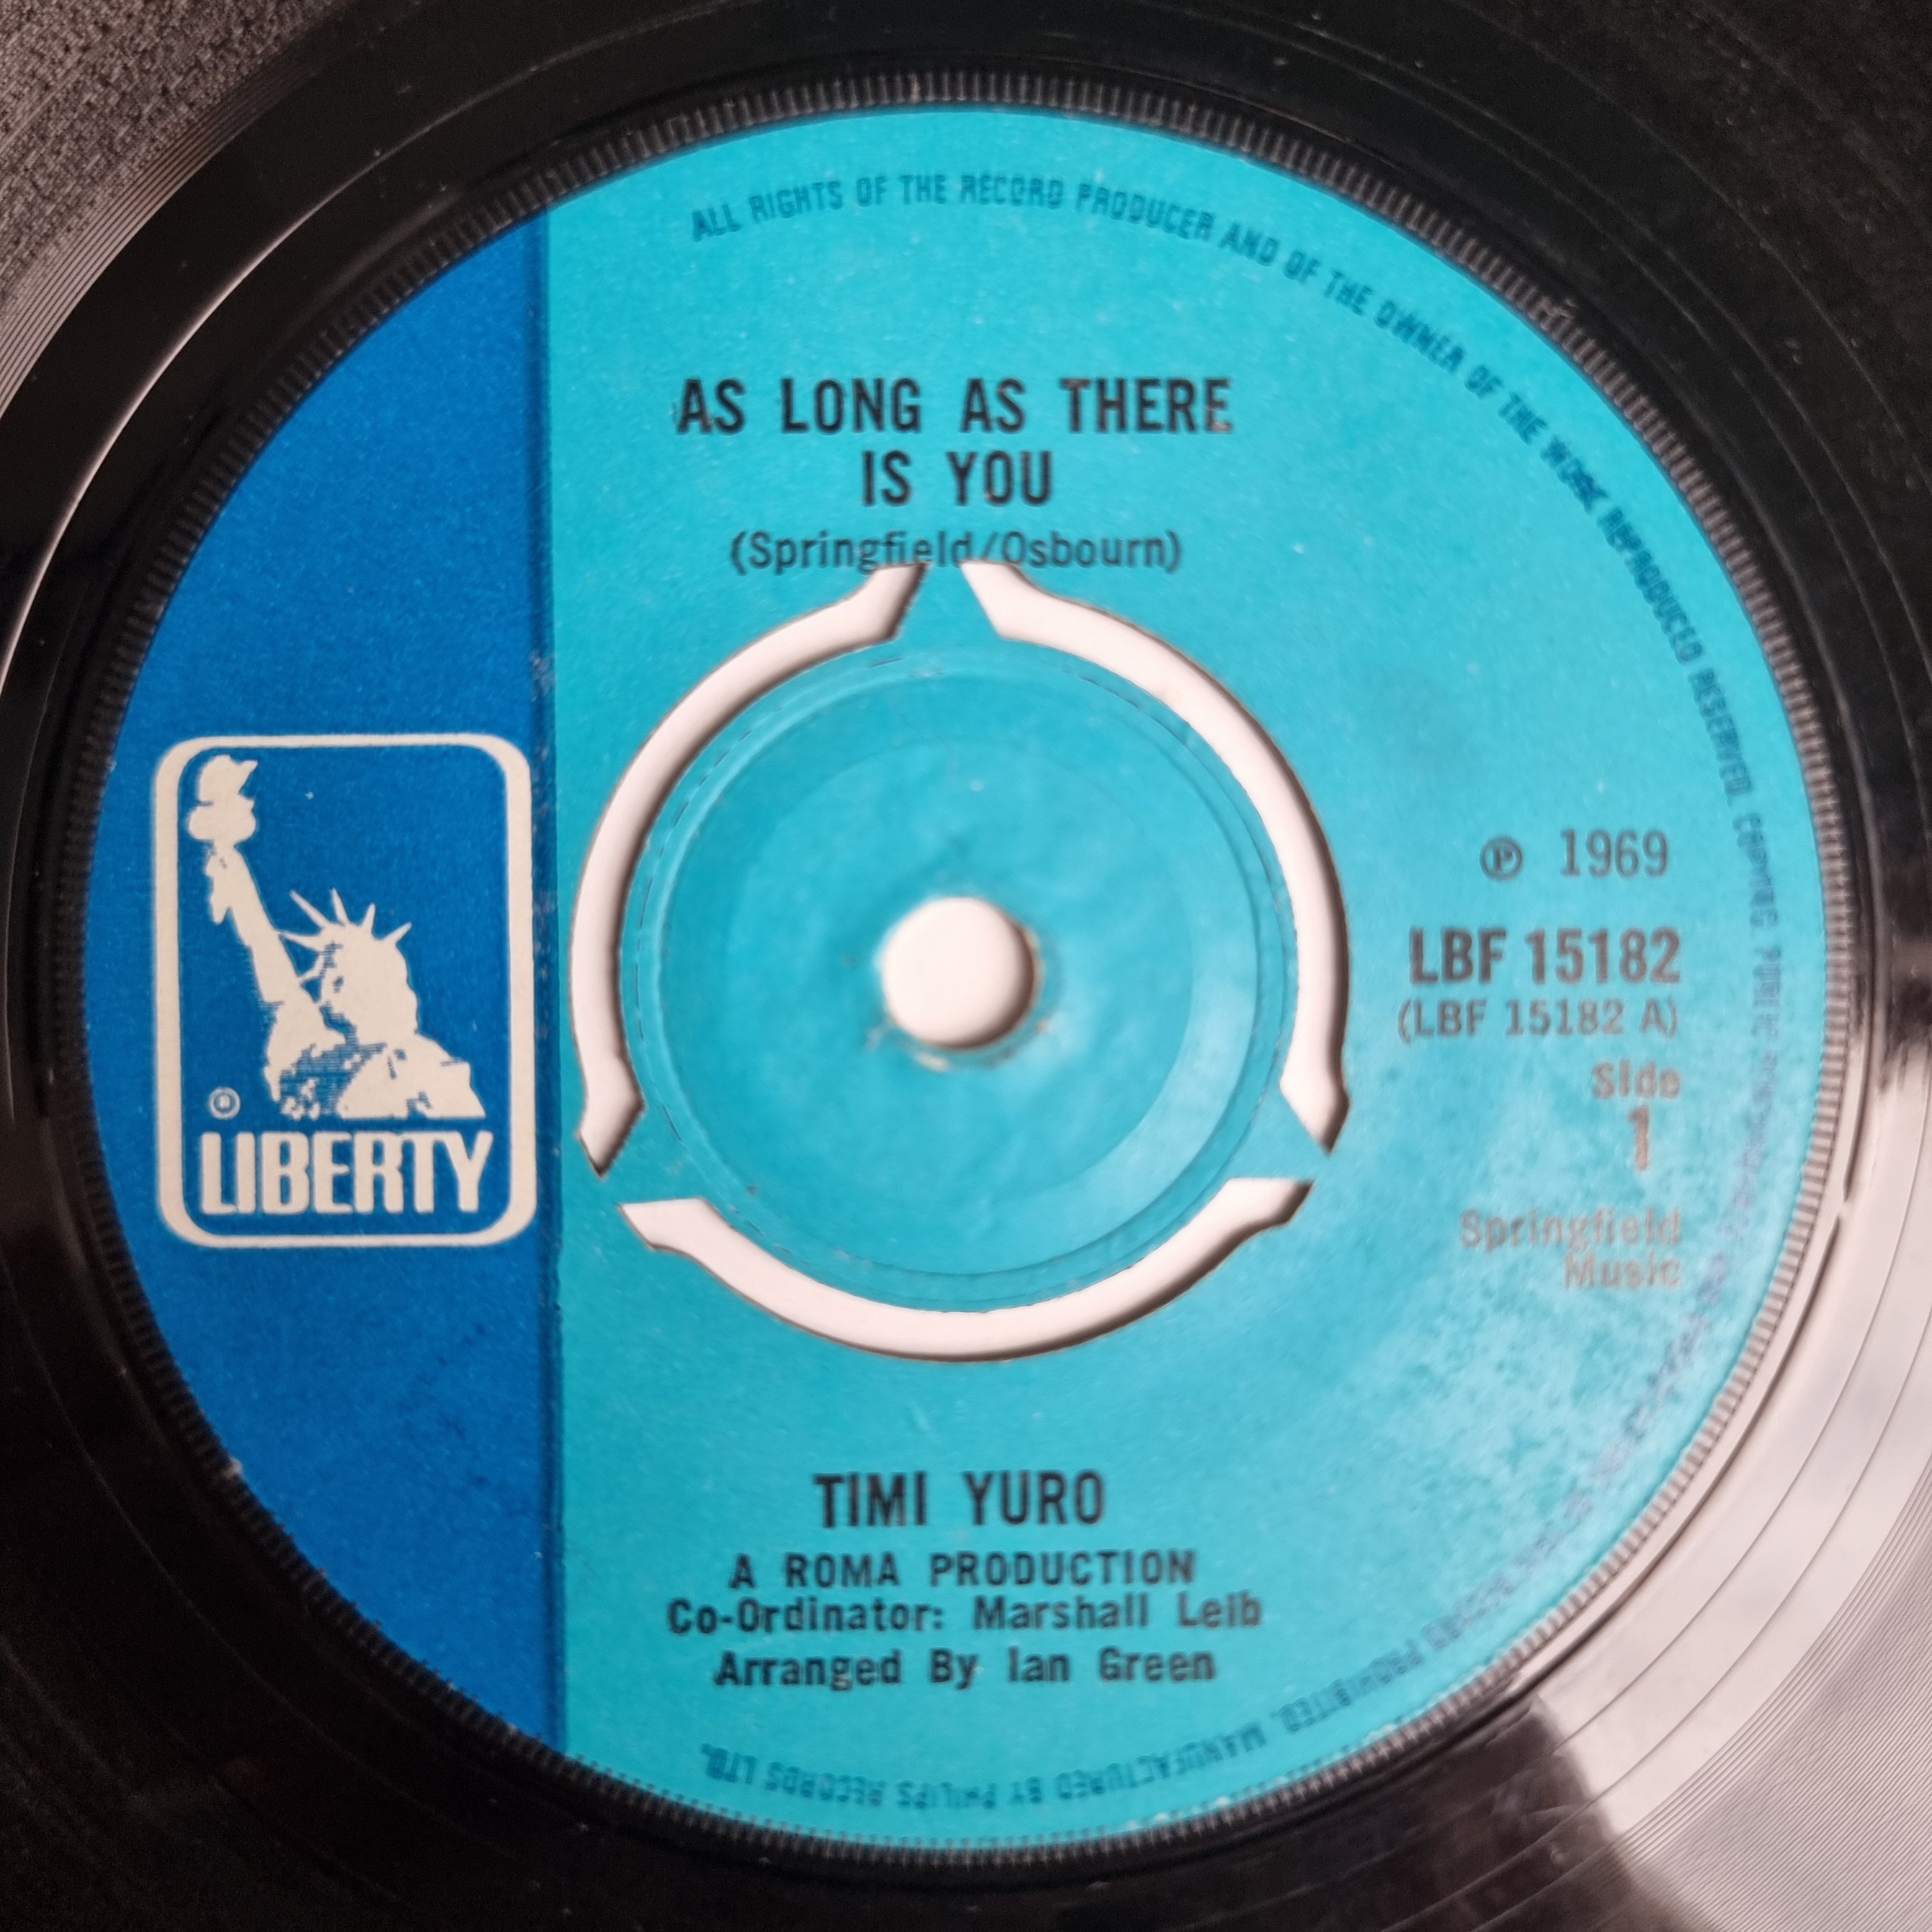 ALL RIGHTS OF THE RECORD PRODUCER AND OF THE OWNER OF THE WORK REPRODUCED RESERVED. COPYING PUBLIC
PROHIBITED. MANUFACTURED BY PHILIPS RECORDS LTD.
AS LONG AS THERE
IS YOU
(Springfield/Osbourn)
® LIBERTY
℗ 1969
LBF 15182
(LBF 15182 A)
Side
1
Springfield
Music
TIMI YURO
A ROMA PRODUCTION
Co-Ordinator: Marshall Leib
Arranged By Ian Green